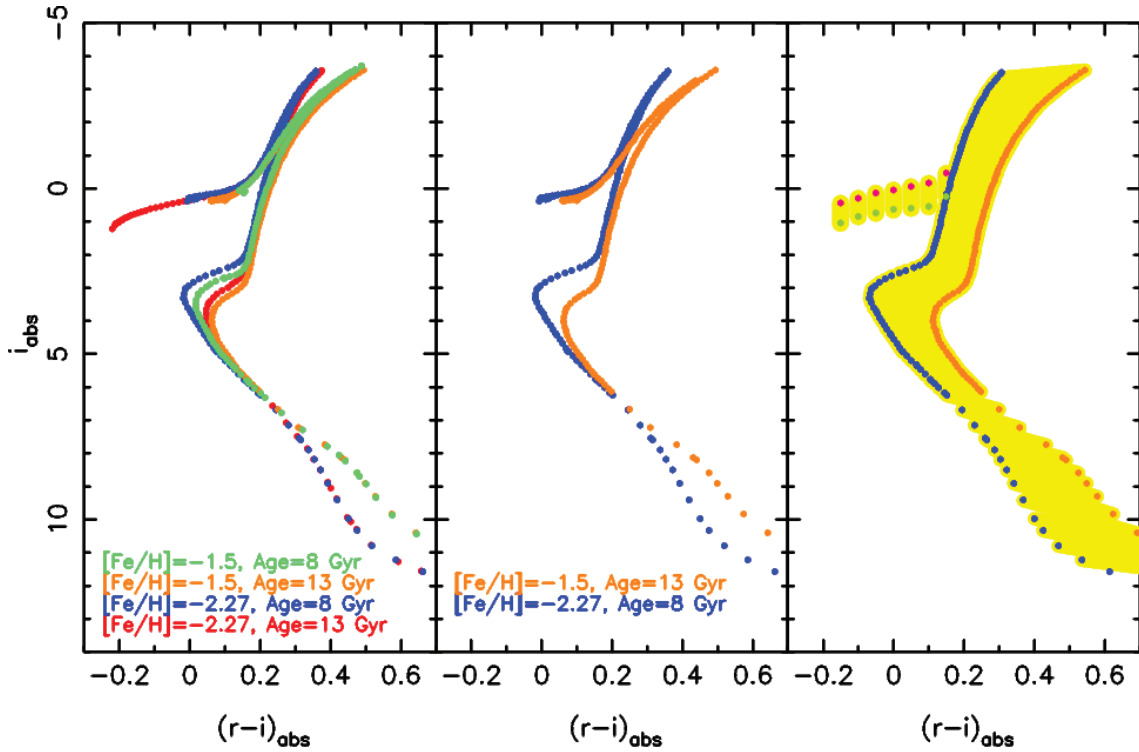 −5
0
5
10
i_abs
[Fe/H]=−1.5, Age=8 Gyr
[Fe/H]=−1.5, Age=13 Gyr
[Fe/H]=−2.27, Age=8 Gyr
[Fe/H]=−2.27, Age=13 Gyr
[Fe/H]=−1.5, Age=13 Gyr
[Fe/H]=−2.27, Age=8 Gyr
−0.2 0 0.2 0.4 0.6
−0.2 0 0.2 0.4 0.6
−0.2 0 0.2 0.4 0.6
(r−i)_abs
(r−i)_abs
(r−i)_abs